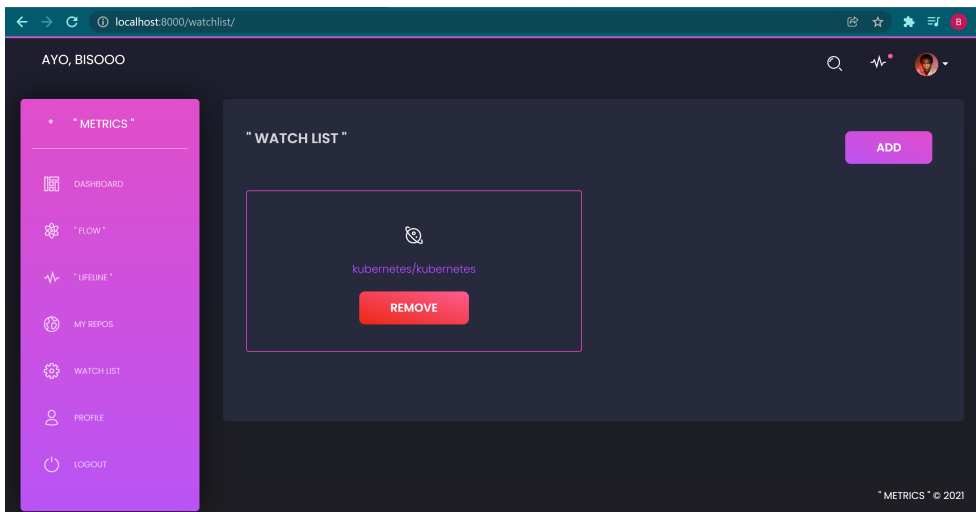 localhost:8000/watchlist/
B
AYO, BISOOO
* " METRICS "
DASHBOARD
" FLOW "
" LIFELINE "
MY REPOS
WATCH LIST
PROFILE
LOGOUT
" WATCH LIST "
ADD
kubernetes/kubernetes
REMOVE
" METRICS " © 2021